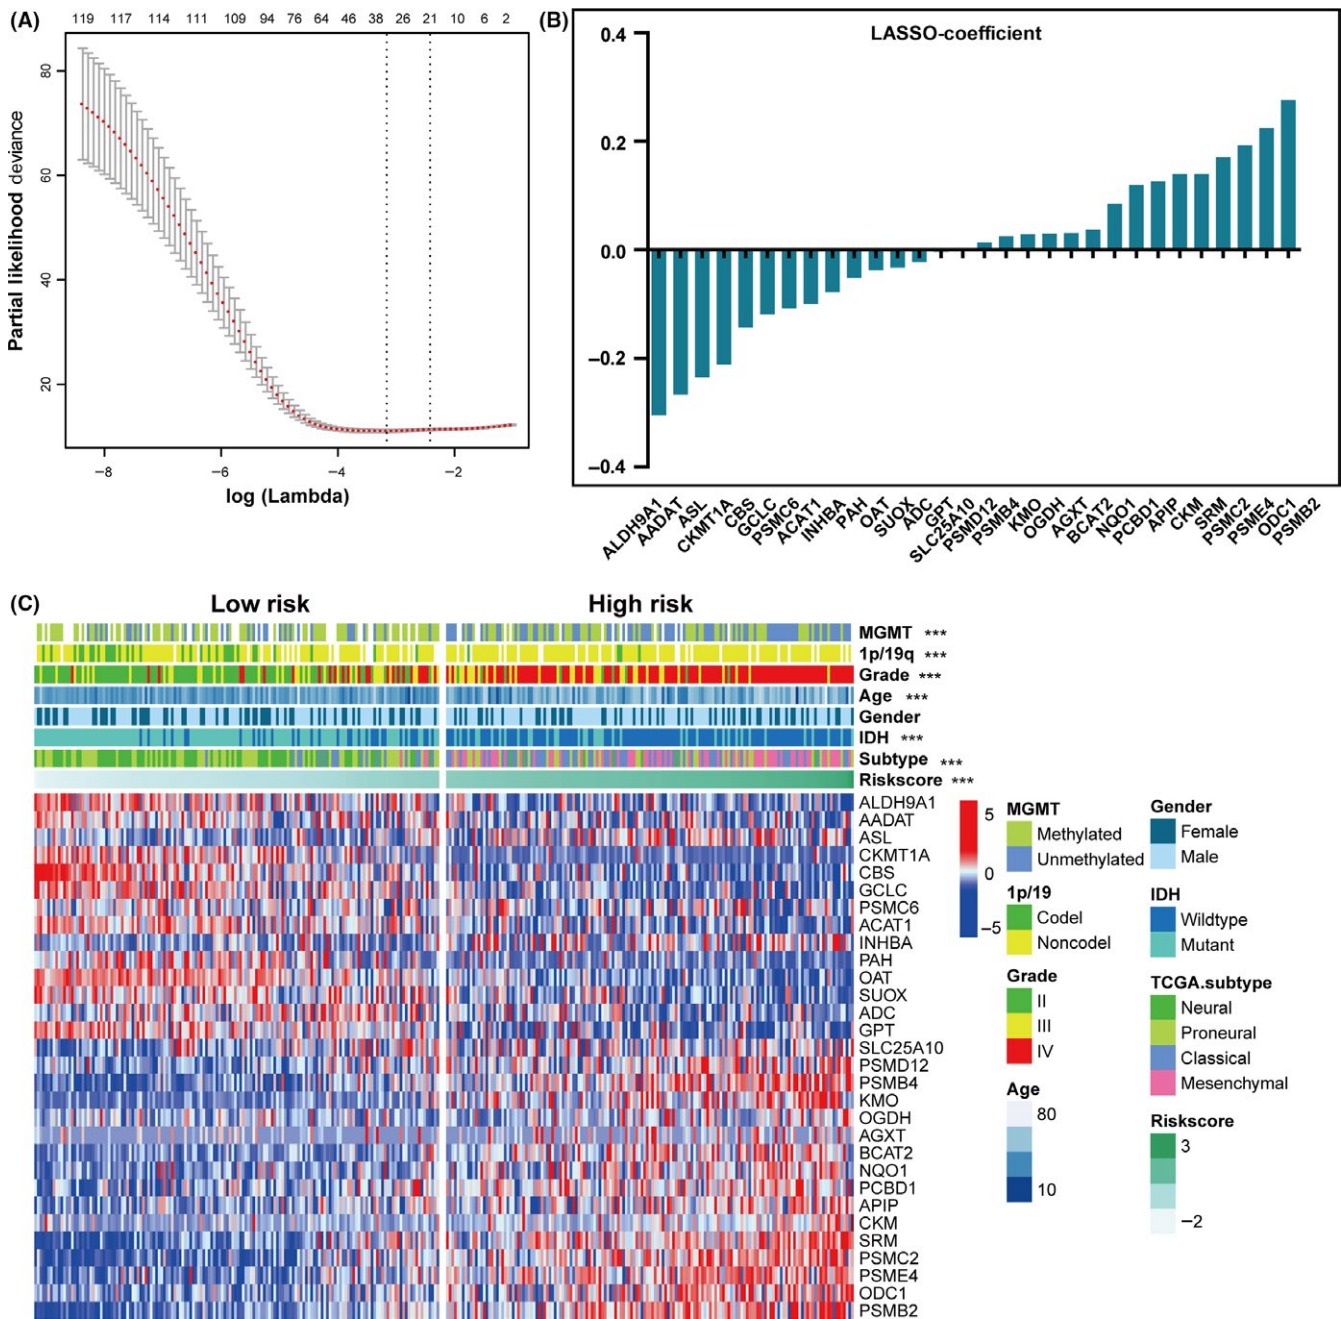 (A)
119 117 114 111 109 94 76 64 46 38 26 21 10 6 2
Partial likelihood deviance
80
60
40
20
−8 −6 −4 −2
log (Lambda)
(B)
LASSO-coefficient
0.4
0.2
0.0
−0.2
−0.4
ALDH9A1
AADAT
ASL
CKMT1A
CBS
GCLC
PSMC6
ACAT1
INHBA
PAH
OAT
SUOX
ADC
GPT
SLC25A10
PSMD12
PSMB4
KMO
OGDH
AGXT
BCAT2
NQO1
PCBD1
APIP
CKM
SRM
PSMC2
PSME4
ODC1
PSMB2
(C)
Low risk High risk
MGMT ***
1p/19q ***
Grade ***
Age ***
Gender
IDH ***
Subtype ***
Riskscore ***
ALDH9A1
AADAT
ASL
CKMT1A
CBS
GCLC
PSMC6
ACAT1
INHBA
PAH
OAT
SUOX
ADC
GPT
SLC25A10
PSMD12
PSMB4
KMO
OGDH
AGXT
BCAT2
NQO1
PCBD1
APIP
CKM
SRM
PSMC2
PSME4
ODC1
PSMB2
5
0
−5
MGMT
Methylated
Unmethylated
1p/19
Codel
Noncodel
Grade
II
III
IV
Age
80
10
Gender
Female
Male
IDH
Wildtype
Mutant
TCGA.subtype
Neural
Proneural
Classical
Mesenchymal
Riskscore
3
−2